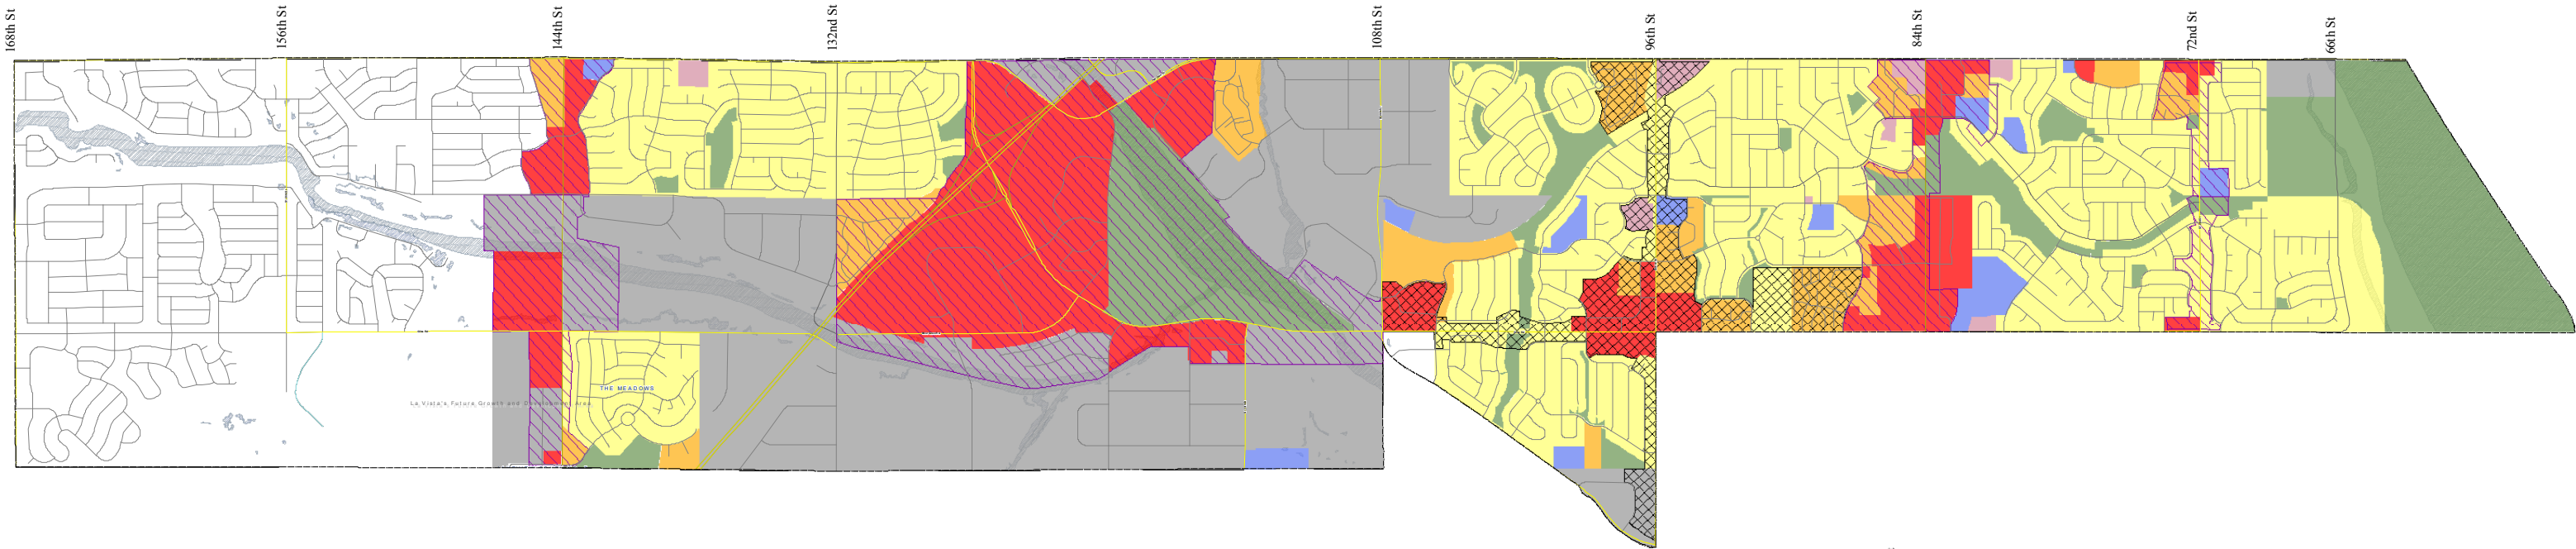 168th St
156th St
144th St
132nd St
108th St
96th St
84th St
72nd St
66th St
THE MEADOWS
La Vista's Future Growth and Development Area